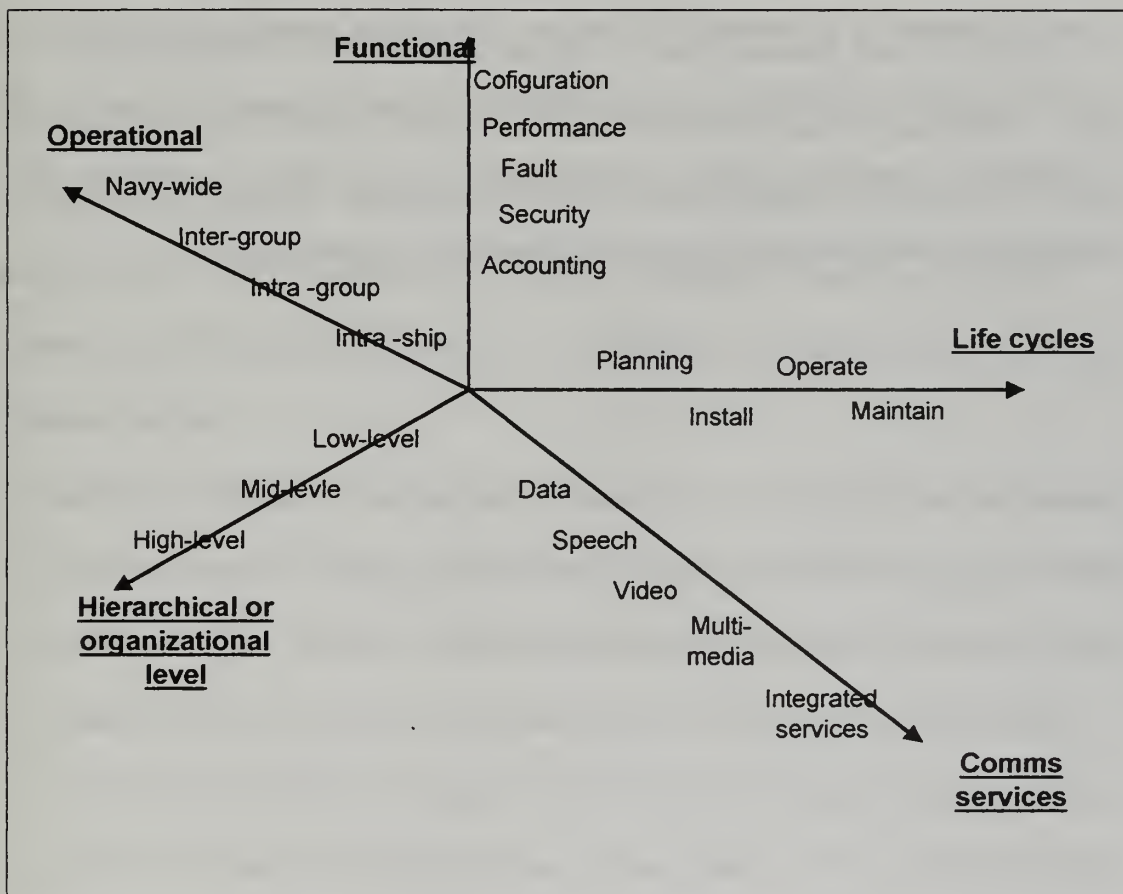 Functional
Cofiguration
Operational
Performance
Navy-wide
Fault
Security
Inter-group
Accounting
Intra -group
Intra -ship
Life cycles
Planning
Operate
Install
Maintain
Low-level
Mid-levle
High-level
Hierarchical or
organizational
level
Data
Speech
Video
Multi-
media
Integrated
services
Comms
services